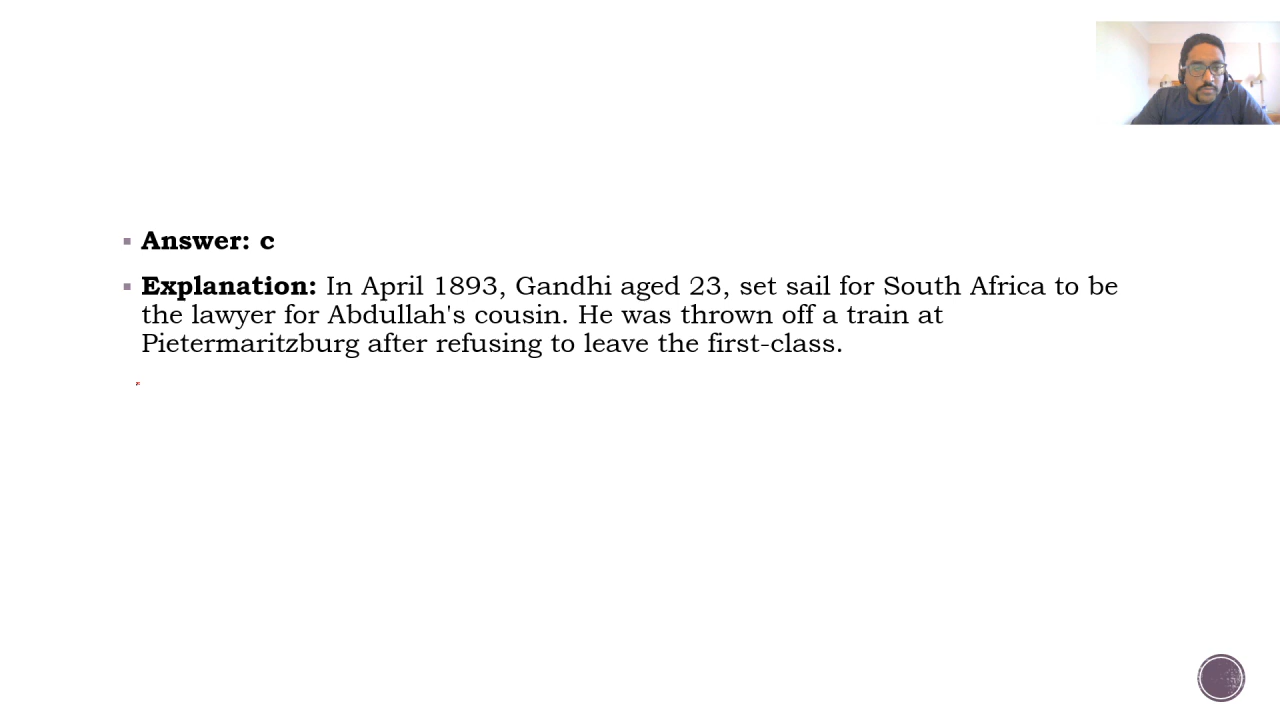 Answer: c
Explanation: In April 1893, Gandhi aged 23, set sail for South Africa to be
the lawyer for Abdullah's cousin. He was thrown off a train at
Pietermaritzburg after refusing to leave the first-class.